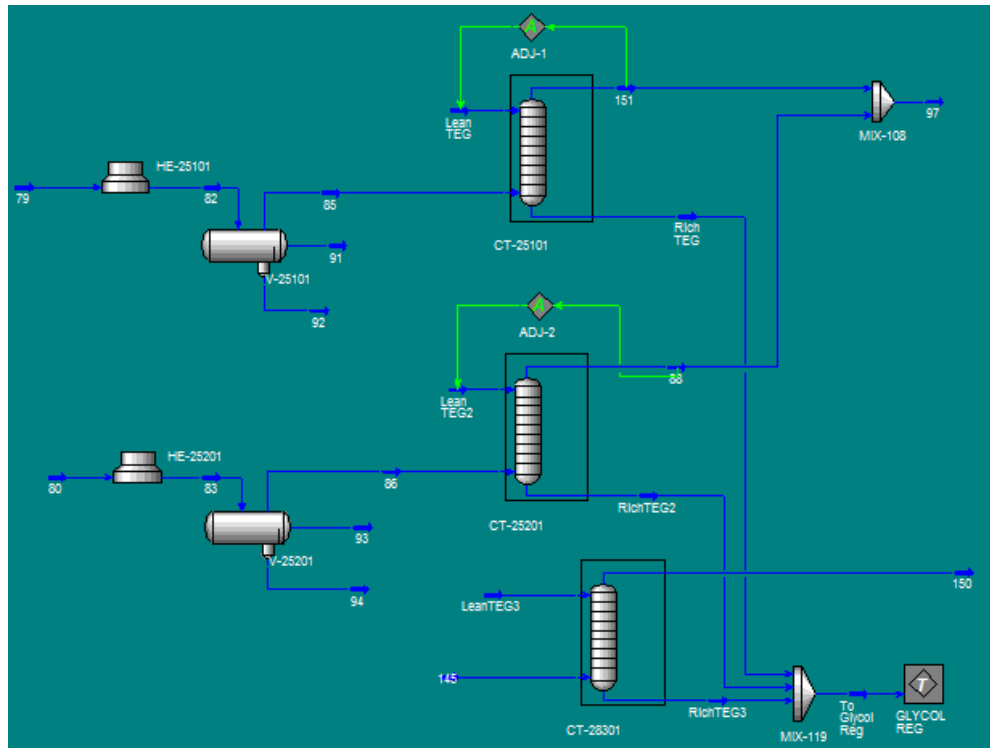 A
ADJ-1
151
97
Lean
TEG
MIX-108
HE-25101
79
82
85
Rich
TEG
CT-25101
91
V-25101
92
A
ADJ-2
88
Lean
TEG2
HE-25201
80
83
86
RichTEG2
CT-25201
93
V-25201
94
150
LeanTEG3
145
RichTEG3
To
Glycol
Reg
T
GLYCOL
REG
CT-28301
MIX-119